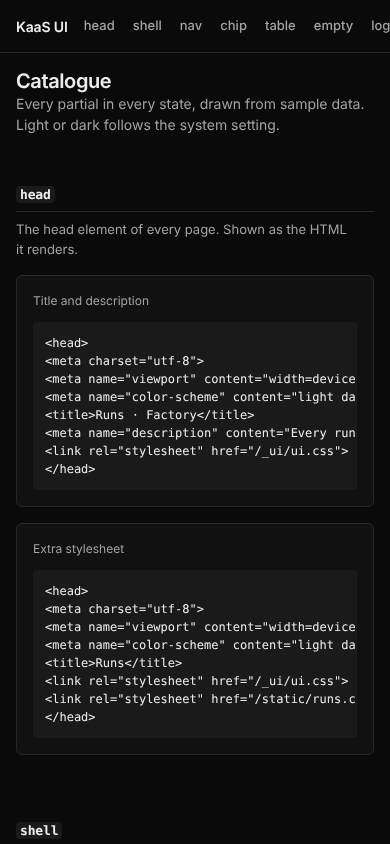 KaaS UI head shell nav chip table empty log
Catalogue
Every partial in every state, drawn from sample data.
Light or dark follows the system setting.
head
The head element of every page. Shown as the HTML
it renders.
Title and description
<head>
<meta charset="utf-8">
<meta name="viewport" content="width=device
<meta name="color-scheme" content="light da
<title>Runs · Factory</title>
<meta name="description" content="Every run
<link rel="stylesheet" href="/_ui/ui.css">
</head>
Extra stylesheet
<head>
<meta charset="utf-8">
<meta name="viewport" content="width=device
<meta name="color-scheme" content="light da
<title>Runs</title>
<link rel="stylesheet" href="/_ui/ui.css">
<link rel="stylesheet" href="/static/runs.c
</head>
shell